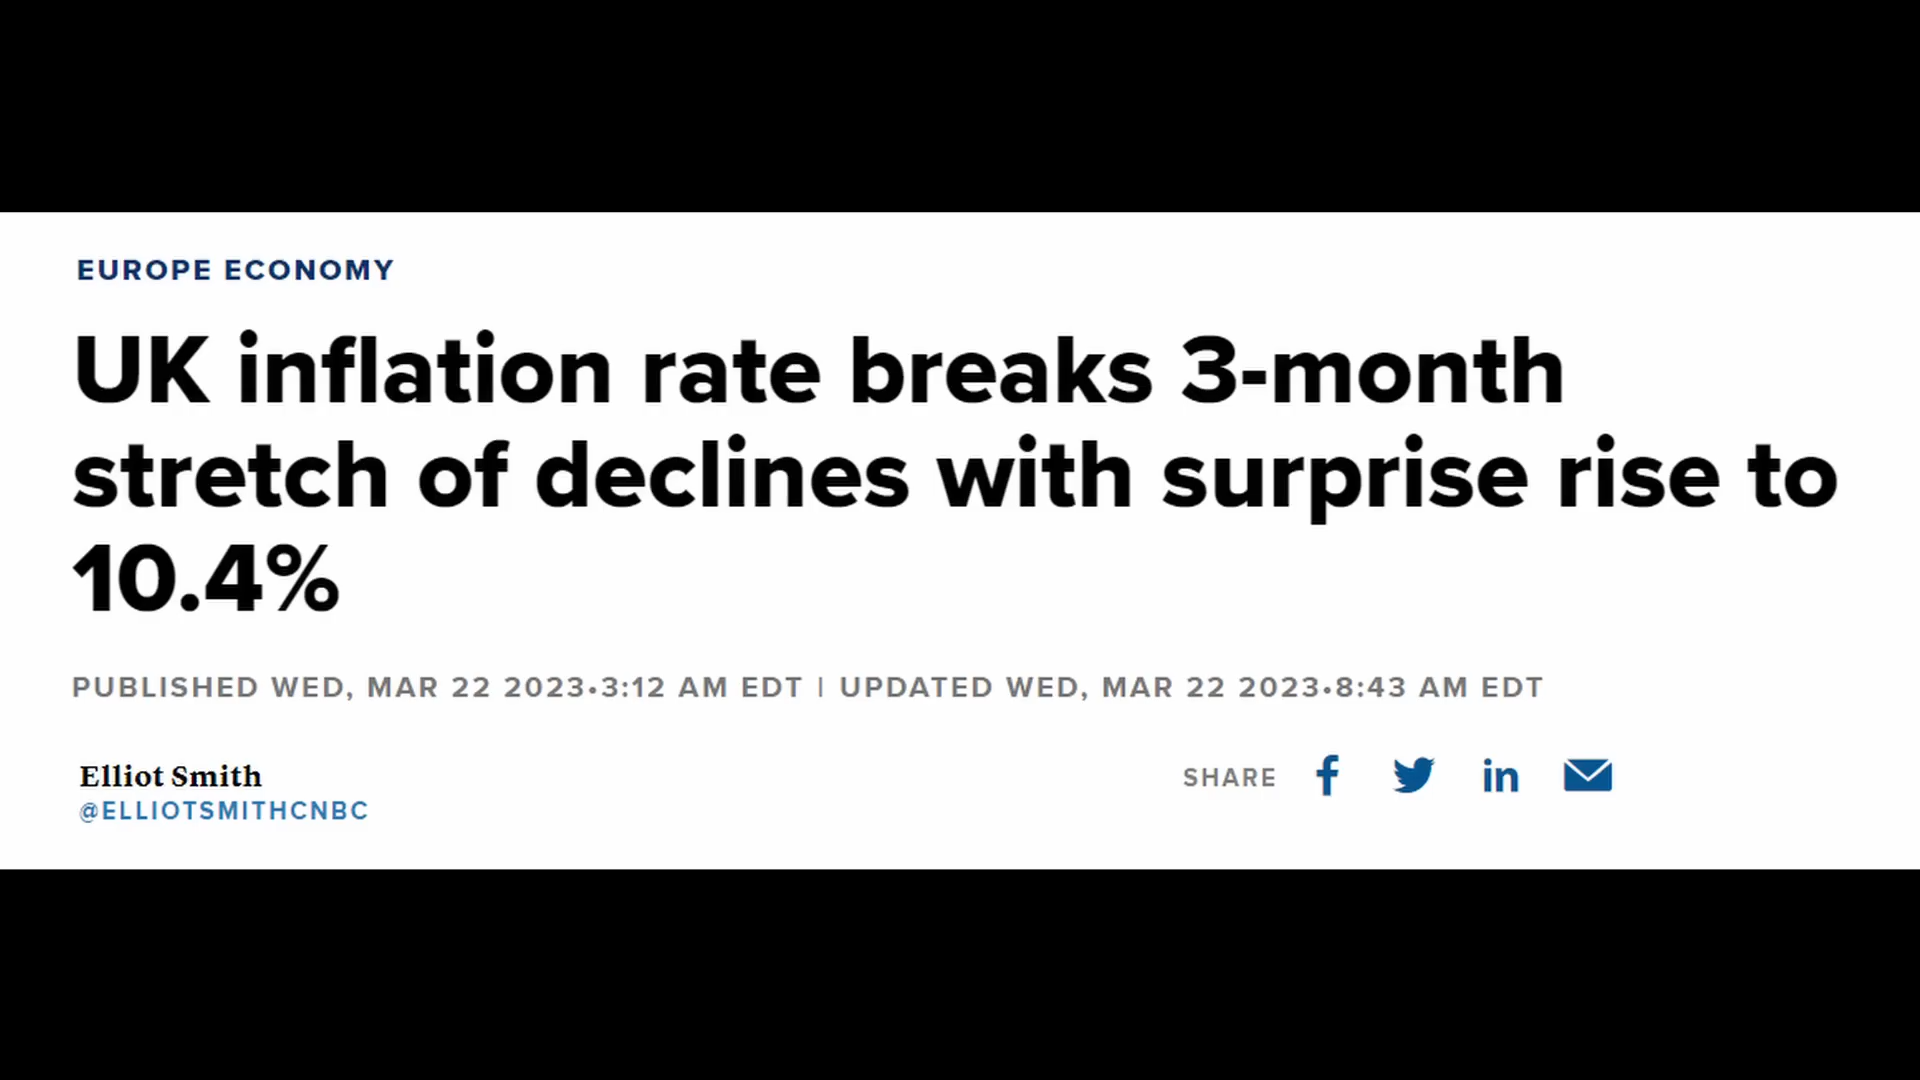 EUROPE ECONOMY
UK inflation rate breaks 3-month
stretch of declines with surprise rise to
10.4%
PUBLISHED WED, MAR 22 2023•3:12 AM EDT | UPDATED WED, MAR 22 2023•8:43 AM EDT
Elliot Smith
@ELLIOTSMITHCNBC
SHARE f in